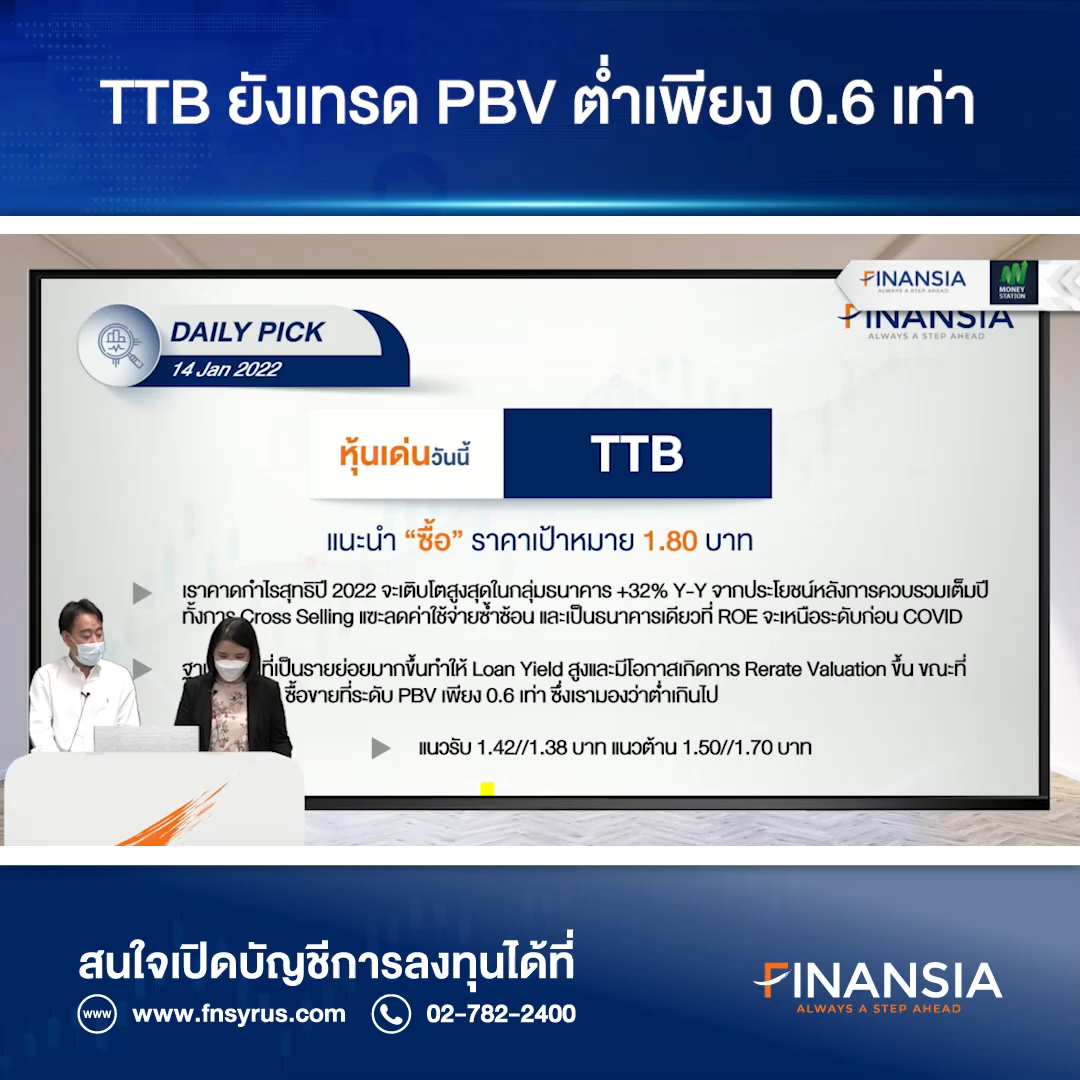 TTB ยังเทรด PBV ต่ำเพียง 0.6 เท่า
FINANSIA
ALWAYS A STEP AHEAD
MONEY
STATION
FINANSIA
ALWAYS A STEP AHEAD
DAILY PICK
14 Jan 2022
หุ้นเด่นวันนี้
TTB
แนะนำ “ซื้อ” ราคาเป้าหมาย 1.80 บาท
เราคาดกำไรสุทธิปี 2022 จะเติบโตสูงสุดในกลุ่มธนาคาร +32% Y-Y จากประโยชน์หลังการควบรวมเต็มปี
ทั้งการ Cross Selling และลดค่าใช้จ่ายซ้ำซ้อน และเป็นธนาคารเดียวที่ ROE จะเหนือระดับก่อน COVID
ที่เป็นรายย่อยมากขึ้นทำให้ Loan Yield สูงและมีโอกาสเกิดการ Rerate Valuation ขึ้น ขณะที่
ซื้อขายที่ระดับ PBV เพียง 0.6 เท่า ซึ่งเรามองว่าต่ำเกินไป
แนวรับ 1.42//1.38 บาท แนวต้าน 1.50//1.70 บาท
สนใจเปิดบัญชีการลงทุนได้ที่
www www.fnsyrus.com 02-782-2400
FINANSIA
ALWAYS A STEP AHEAD